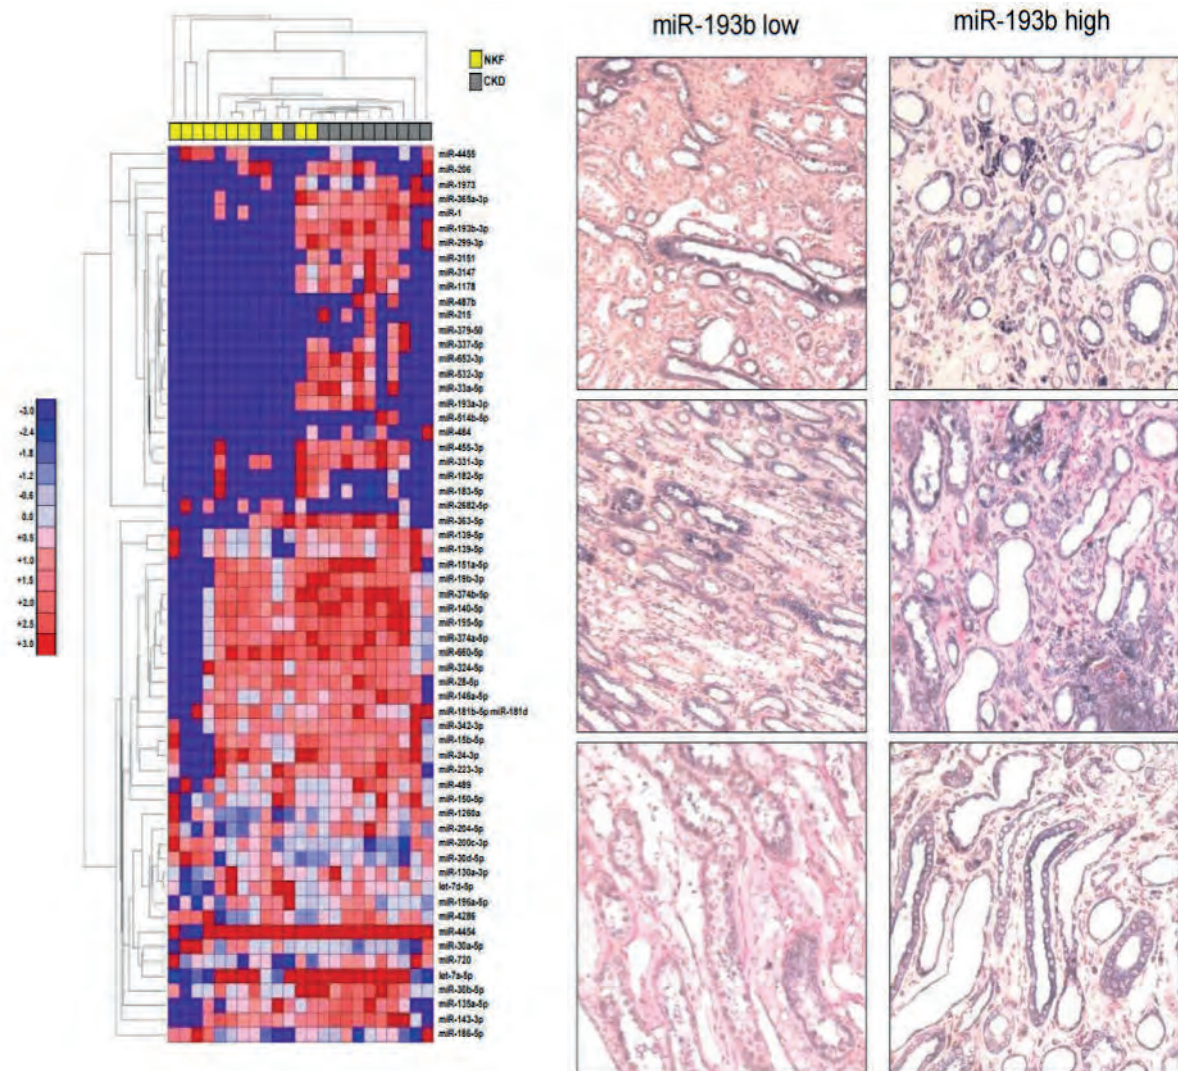 miR-193b low
miR-193b high
NKF
CKD
miR-4455
miR-206
miR-1973
miR-365a-3p
miR-1
miR-193b-3p
miR-299-3p
miR-3151
miR-3147
miR-1178
miR-487b
miR-215
miR-379-50
miR-337-5p
miR-652-3p
miR-532-3p
miR-33a-5p
miR-193a-3p
miR-514b-5p
miR-484
miR-455-3p
miR-331-3p
miR-182-5p
miR-183-5p
miR-2682-5p
miR-363-5p
miR-139-5p
miR-139-5p
miR-151a-5p
miR-19b-3p
miR-374b-5p
miR-140-5p
miR-195-5p
miR-374a-5p
miR-660-5p
miR-324-5p
miR-28-5p
miR-146a-5p
miR-181b-5p miR-181d
miR-342-3p
miR-15b-5p
miR-24-3p
miR-223-3p
miR-489
miR-150-5p
miR-1260a
miR-204-5p
miR-200c-3p
miR-30d-5p
miR-130a-3p
let-7d-5p
miR-196a-5p
miR-4286
miR-4454
miR-30a-5p
miR-720
let-7a-5p
miR-30b-5p
miR-135a-5p
miR-143-3p
miR-186-5p
-3.0
-2.4
-1.8
-1.2
-0.6
0.0
+0.5
+1.0
+1.5
+2.0
+2.5
+3.0